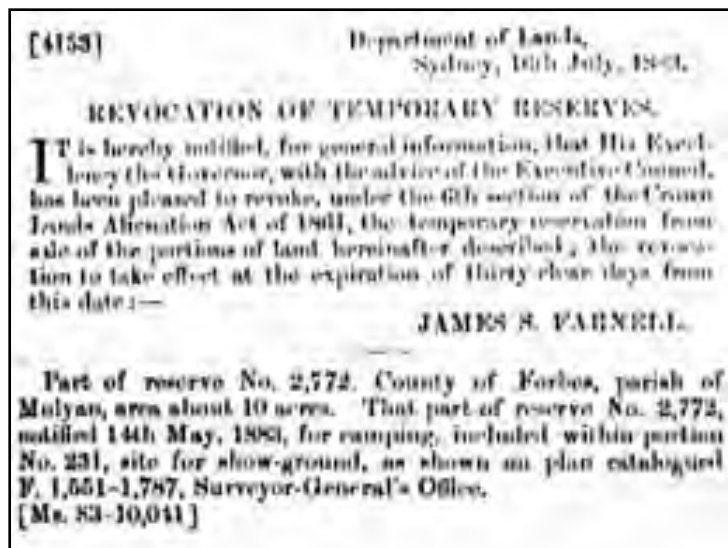 [4153]
Department of Lands,
Sydney, 16th July, 1883.
REVOCATION OF TEMPORARY RESERVES.
IT is hereby notified, for general information, that His Excel-
lency the Governor, with the advice of the Executive Council,
has been pleased to revoke, under the 6th section of the Crown
Lands Alienation Act of 1861, the temporary reservation from
sale of the portions of land hereinafter described; the revoca-
tion to take effect at the expiration of thirty clear days from
this date:—
JAMES S. FARNELL.
Part of reserve No. 2,772. County of Forbes, parish of
Mulyan, area about 10 acres. That part of reserve No. 2,772,
notified 14th May, 1883, for camping, included within portion
No. 231, site for show-ground, as shown on plan catalogued
F. 1,551-1,787, Surveyor-General's Office.
[Ms. 83-10,041]